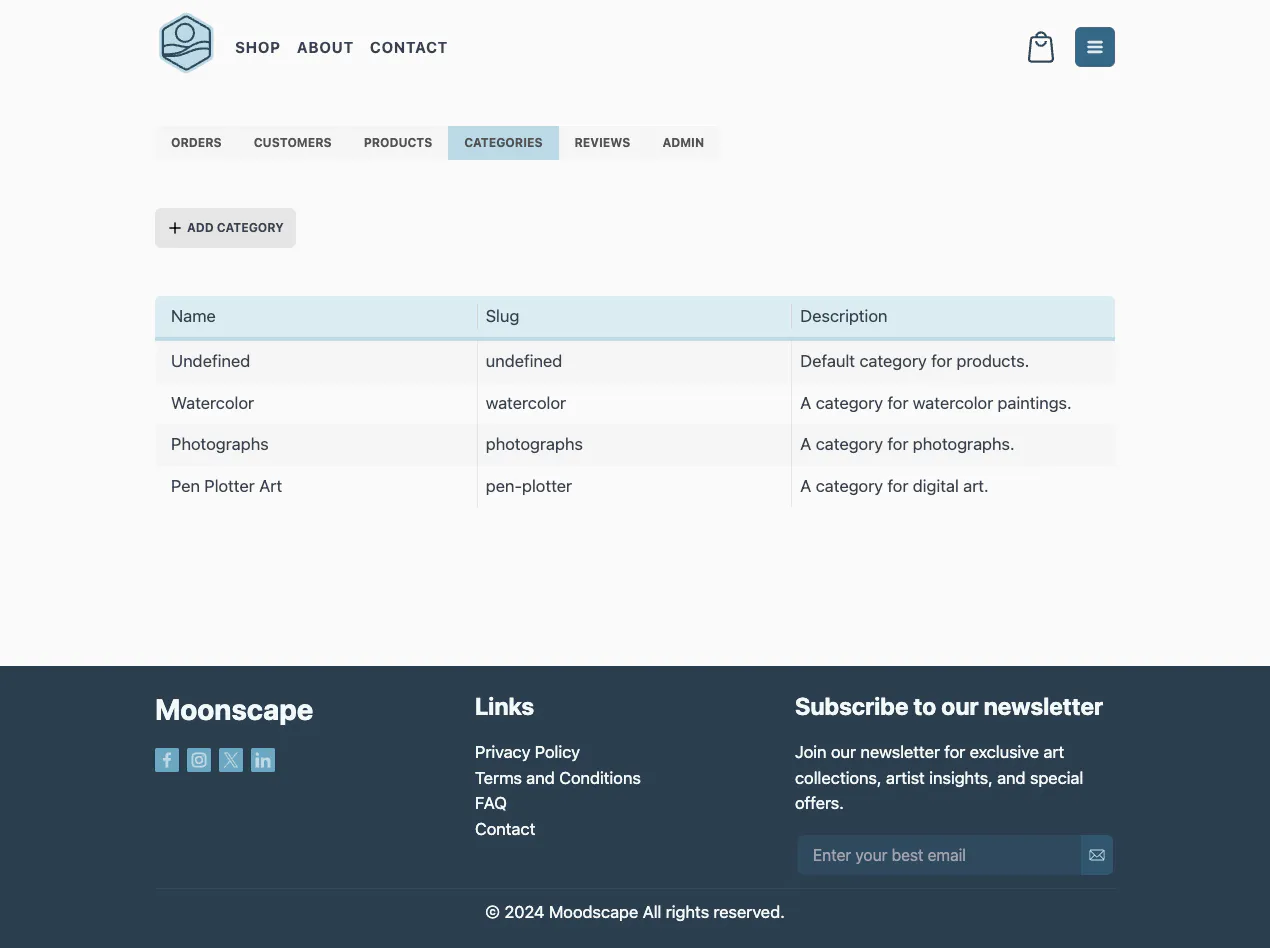 SHOP ABOUT CONTACT
ORDERS CUSTOMERS PRODUCTS CATEGORIES REVIEWS ADMIN
ADD CATEGORY
Name Slug Description
Undefined undefined Default category for products.
Watercolor watercolor A category for watercolor paintings.
Photographs photographs A category for photographs.
Pen Plotter Art pen-plotter A category for digital art.
Moonscape
Links
Privacy Policy
Terms and Conditions
FAQ
Contact
Subscribe to our newsletter
Join our newsletter for exclusive art
collections, artist insights, and special
offers.
Enter your best email
© 2024 Moodscape All rights reserved.